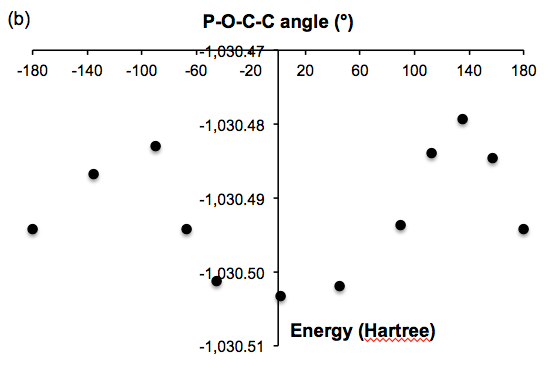 (b)
P-O-C-C angle (°)
-1,030.47
-180 -140 -100 -60 -20 20 60 100 140 180
-1,030.48
-1,030.49
-1,030.50
Energy (Hartree)
-1,030.51